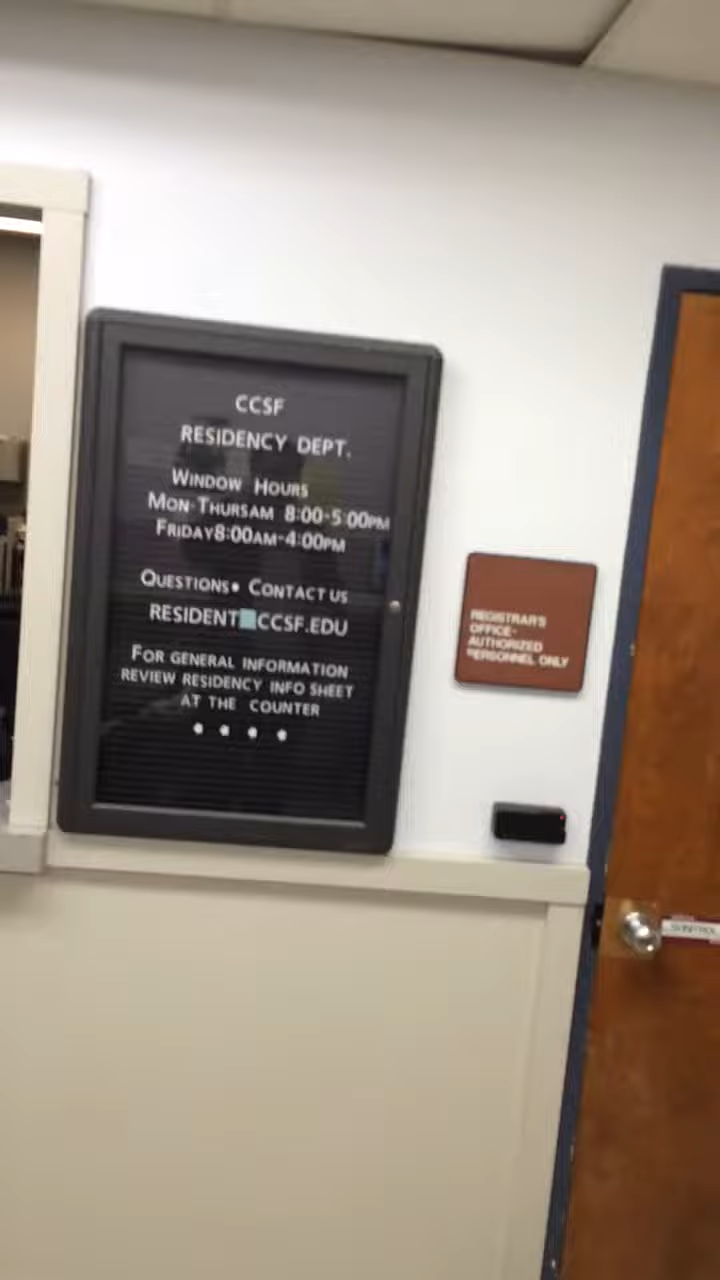 CCSF
RESIDENCY DEPT.
WINDOW HOURS
MON-THURSAM 8:00-5:00PM
FRIDAY8:00AM-4:00PM
QUESTIONS• CONTACT US
RESIDENT CCSF.EDU
FOR GENERAL INFORMATION
REVIEW RESIDENCY INFO SHEET
AT THE COUNTER
• • • •
REGISTRAR'S
OFFICE-
AUTHORIZED
PERSONNEL ONLY